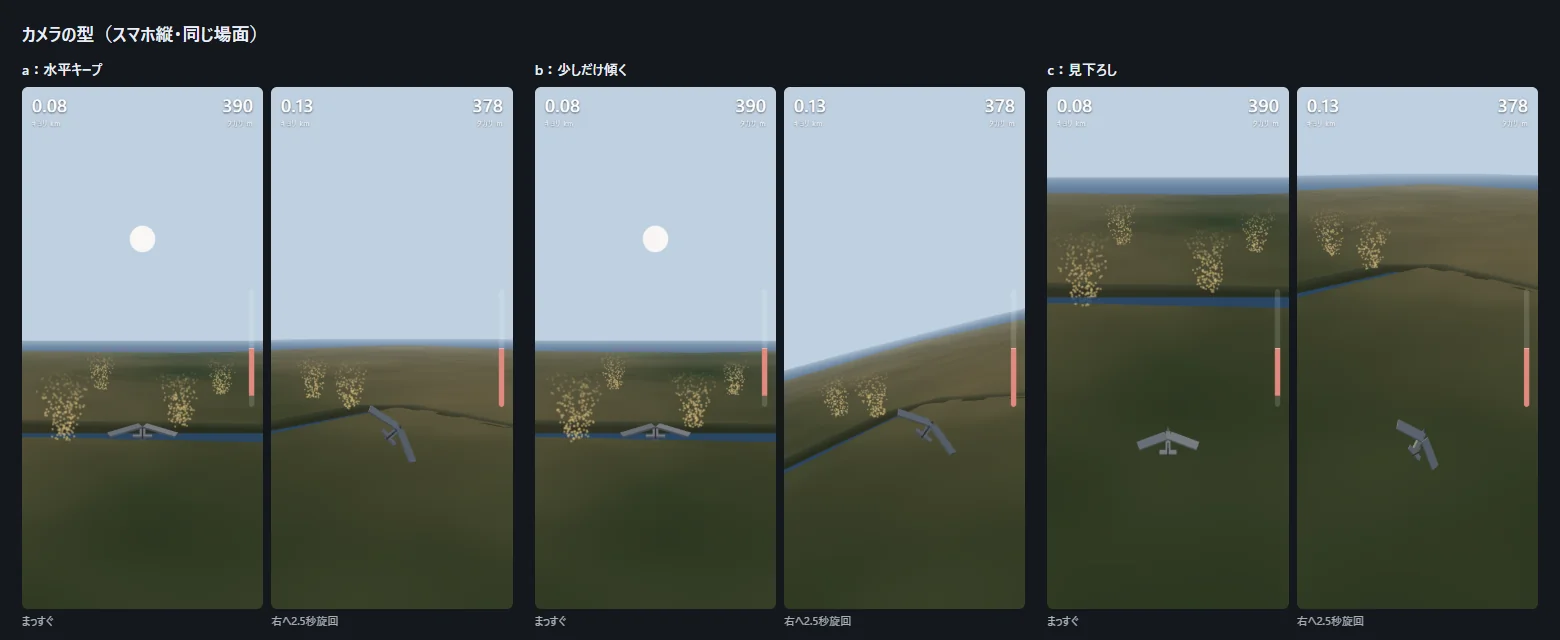 カメラの型（スマホ縦・同じ場面）
a：水平キープ
b：少しだけ傾く
c：見下ろし
0.08 390
0.13 378
0.08 390
0.13 378
0.08 390
0.13 378
まっすぐ
右へ2.5秒旋回
まっすぐ
右へ2.5秒旋回
まっすぐ
右へ2.5秒旋回